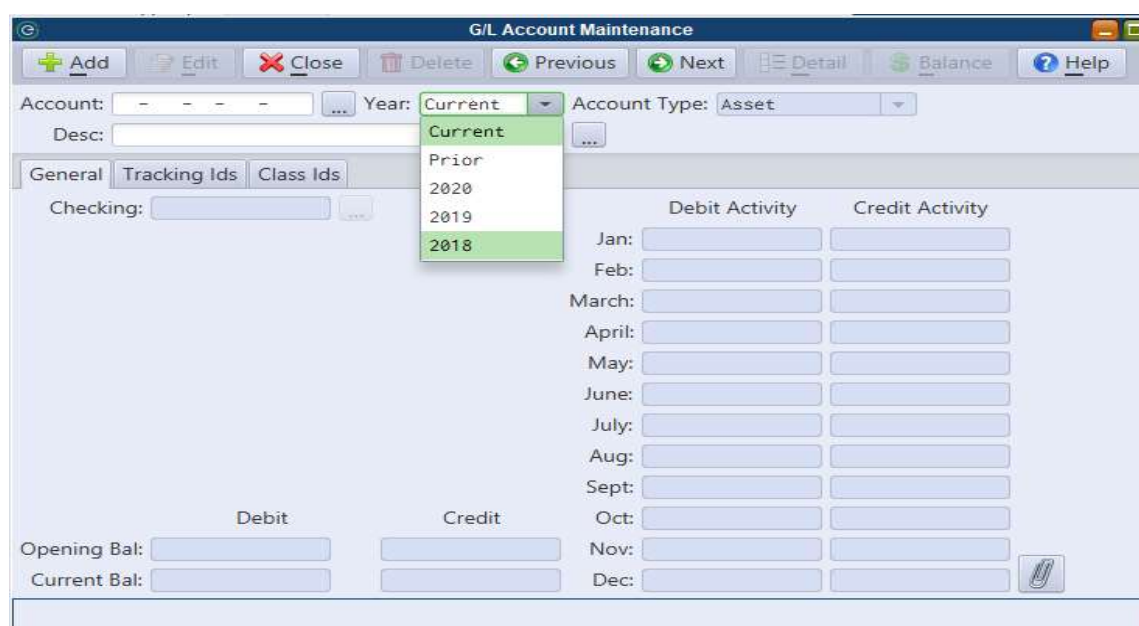 G/L Account Maintenance
Add Edit Close Delete Previous Next Detail Balance Help
Account: - - - - ... Year: Current Account Type: Asset
Desc: Current ...
Prior
2020
2019
2018
General Tracking Ids Class Ids
Checking: ... Debit Activity Credit Activity
Jan:
Feb:
March:
April:
May:
June:
July:
Aug:
Sept:
Debit Credit Oct:
Opening Bal: Nov:
Current Bal: Dec: